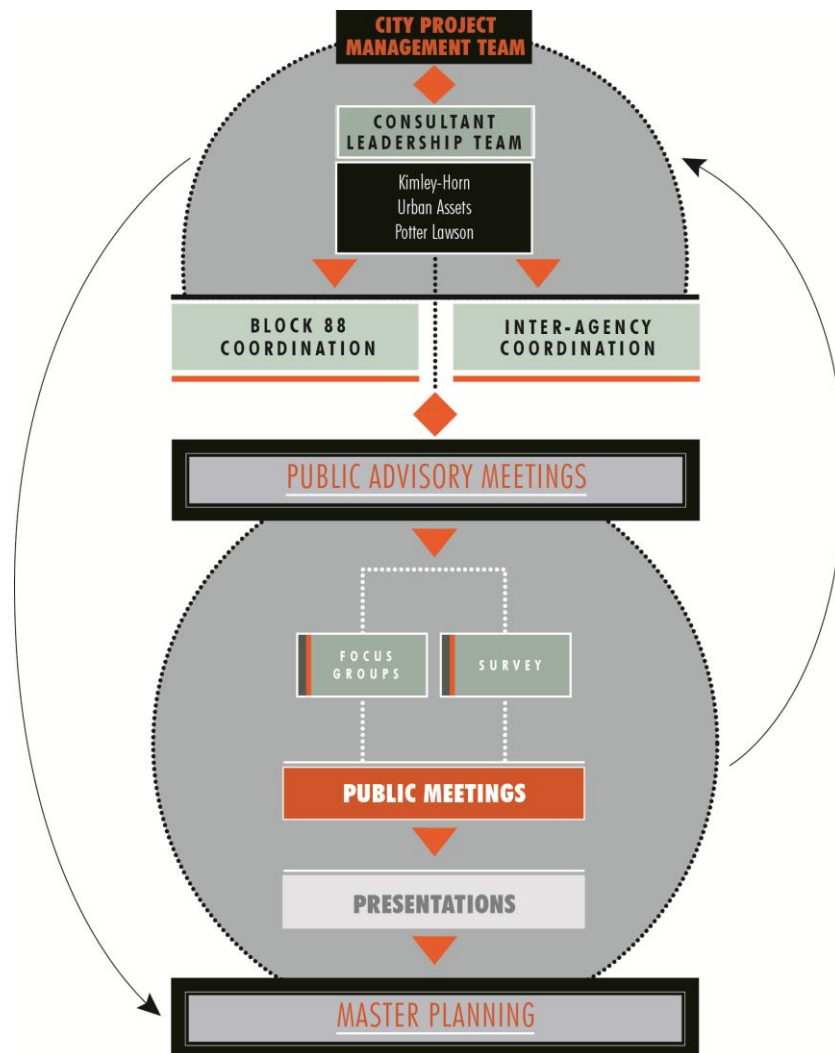 CITY PROJECT
MANAGEMENT TEAM
CONSULTANT
LEADERSHIP TEAM
Kimley-Horn
Urban Assets
Potter Lawson
BLOCK 88
COORDINATION
INTER-AGENCY
COORDINATION
PUBLIC ADVISORY MEETINGS
FOCUS
GROUPS
SURVEY
PUBLIC MEETINGS
PRESENTATIONS
MASTER PLANNING